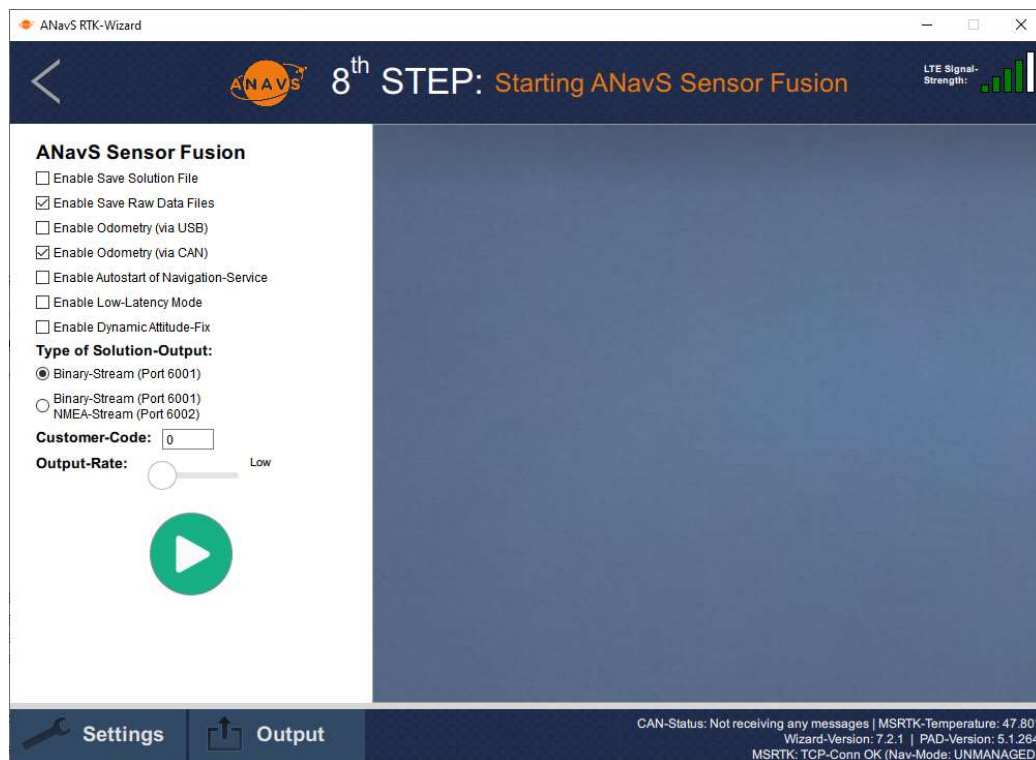 ANavS RTK-Wizard
ANAVS
8th STEP: Starting ANavS Sensor Fusion
LTE Signal-
Strength:
ANavS Sensor Fusion
Enable Save Solution File
Enable Save Raw Data Files
Enable Odometry (via USB)
Enable Odometry (via CAN)
Enable Autostart of Navigation-Service
Enable Low-Latency Mode
Enable Dynamic Attitude-Fix
Type of Solution-Output:
Binary-Stream (Port 6001)
Binary-Stream (Port 6001)
NMEA-Stream (Port 6002)
Customer-Code: 0
Output-Rate: Low
Settings
Output
CAN-Status: Not receiving any messages | MSRTK-Temperature: 47.80
Wizard-Version: 7.2.1 | PAD-Version: 5.1.264
MSRTK: TCP-Conn OK (Nav-Mode: UNMANAGED